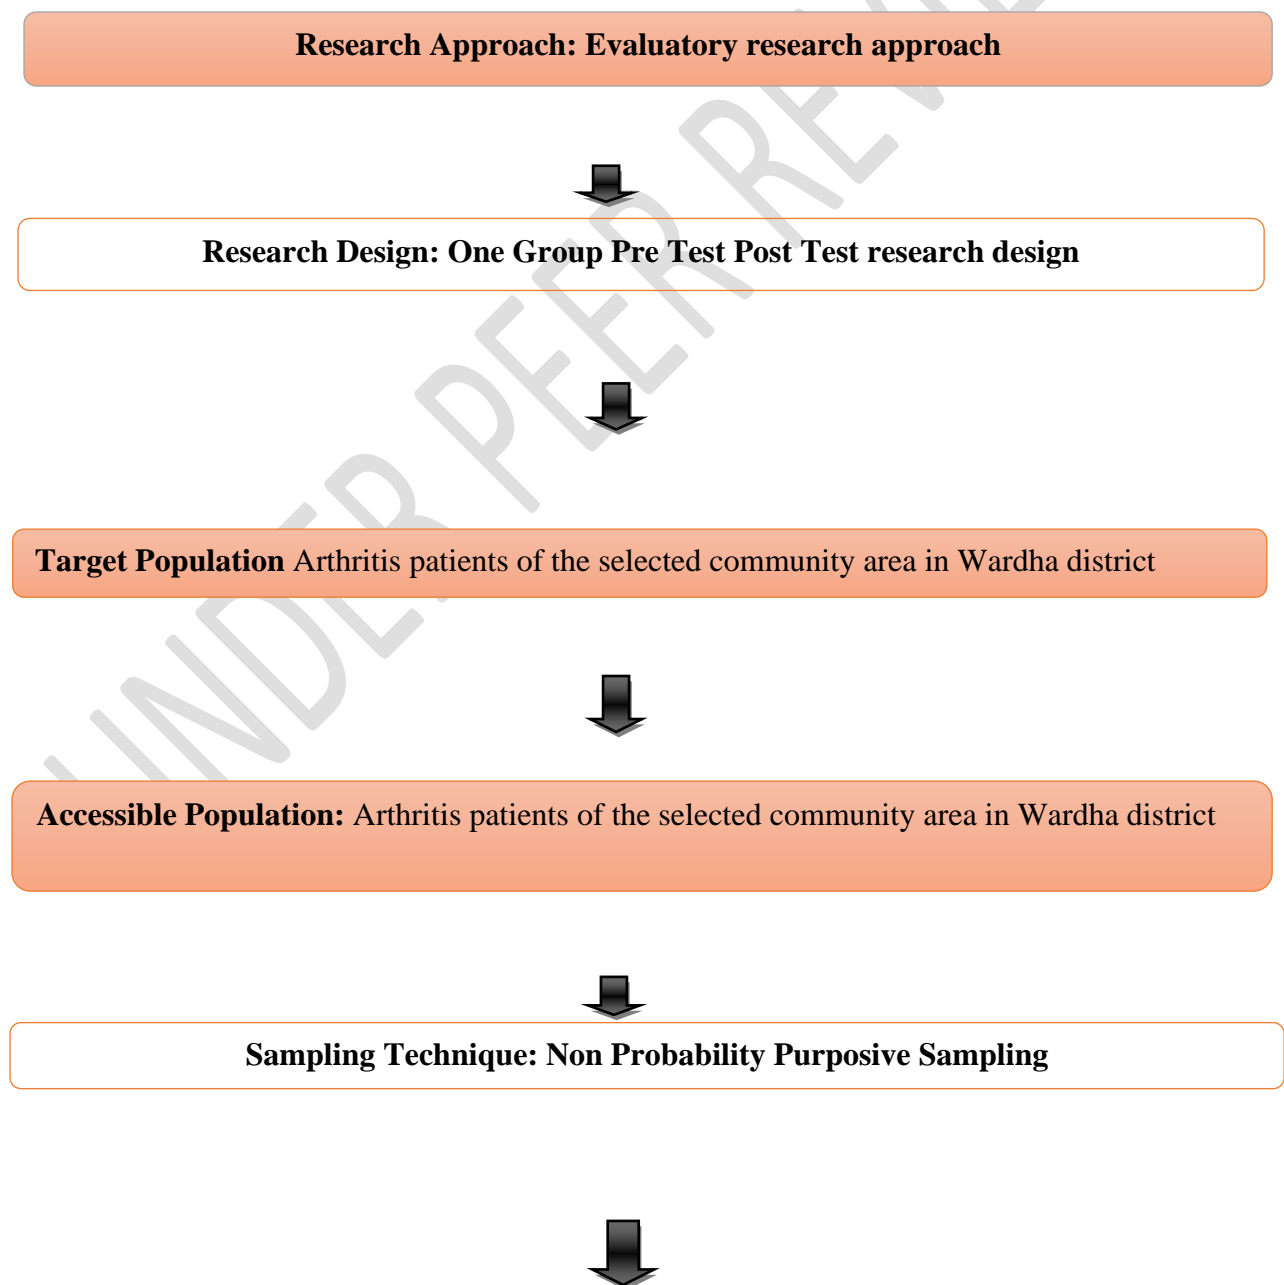 Research Approach: Evaluatory research approach
Research Design: One Group Pre Test Post Test research design
Target Population Arthritis patients of the selected community area in Wardha district
Accessible Population: Arthritis patients of the selected community area in Wardha district
Sampling Technique: Non Probability Purposive Sampling
UNDER PEER REVIEW